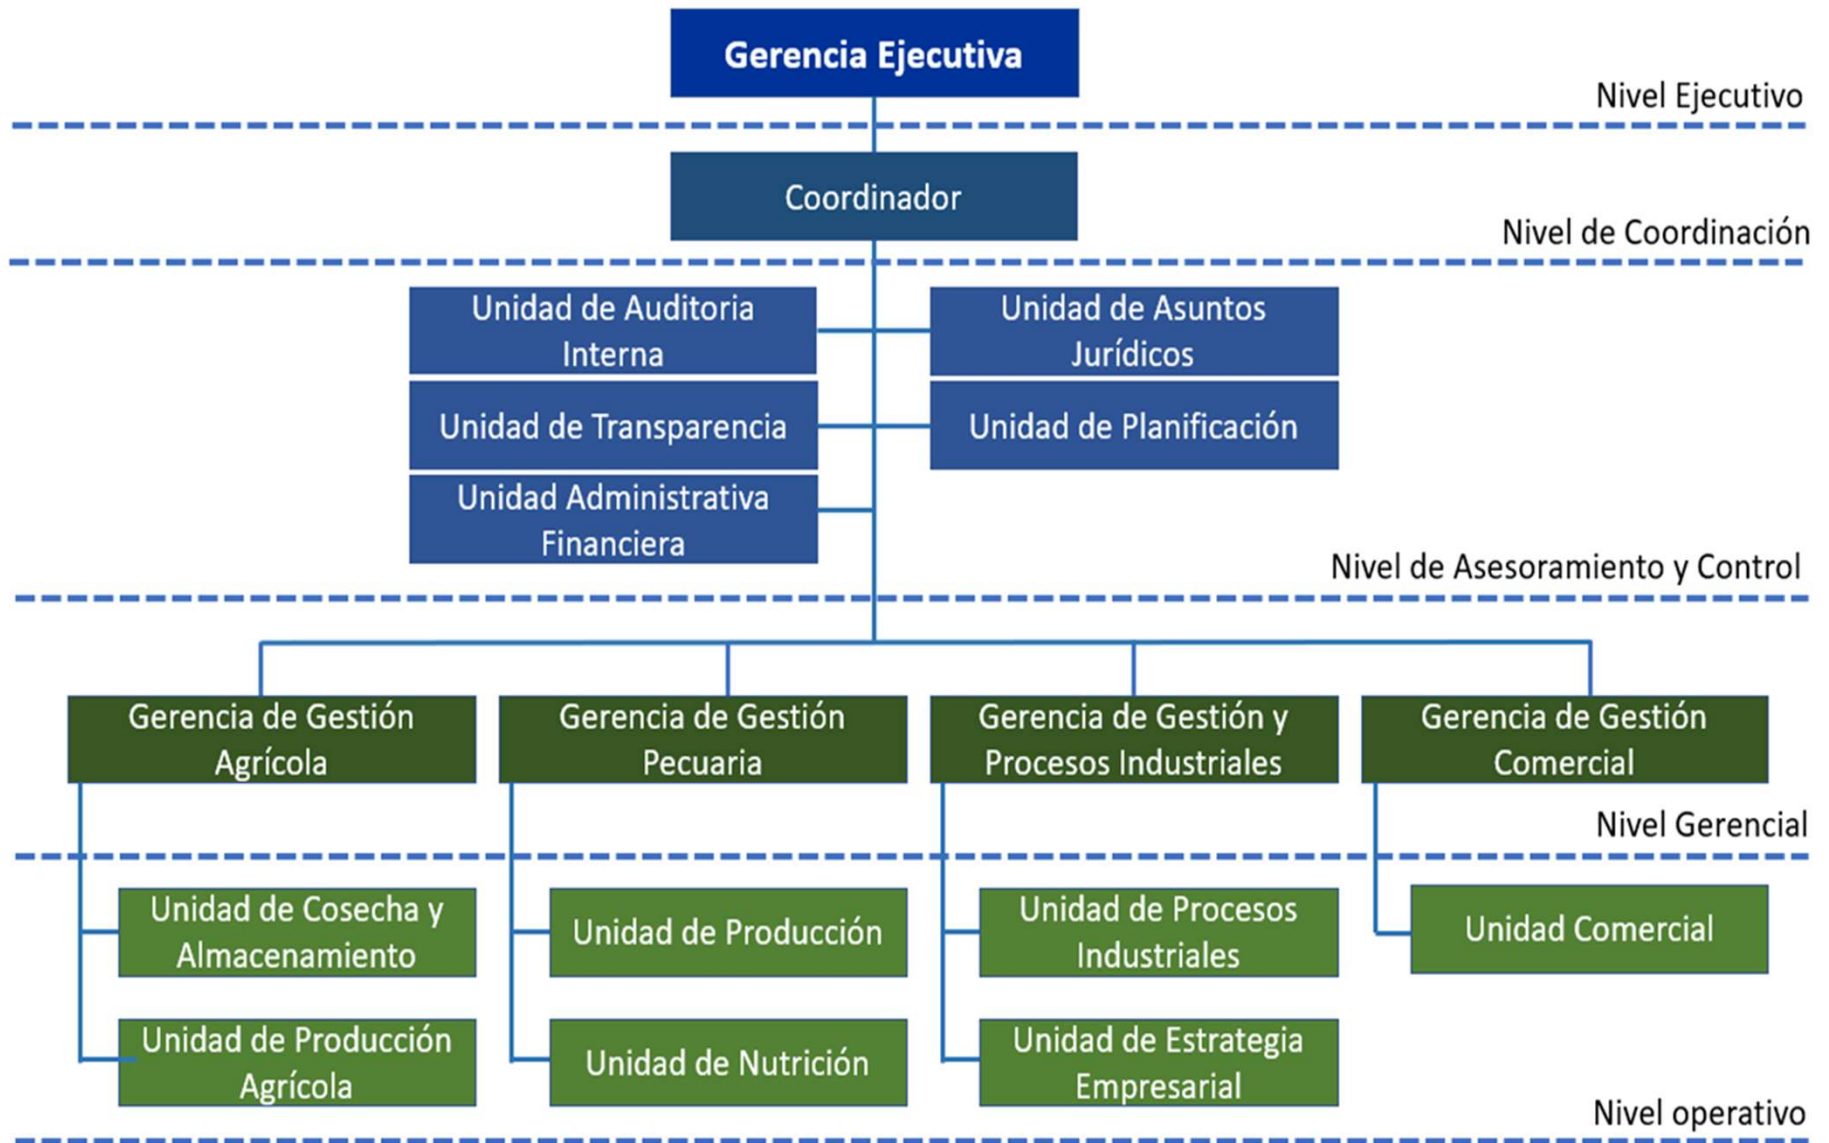 Gerencia Ejecutiva
Nivel Ejecutivo
Coordinador
Nivel de Coordinación
Unidad de Auditoria
Interna
Unidad de Asuntos
Jurídicos
Unidad de Transparencia
Unidad de Planificación
Unidad Administrativa
Financiera
Nivel de Asesoramiento y Control
Gerencia de Gestión
Agrícola
Gerencia de Gestión
Pecuaria
Gerencia de Gestión y
Procesos Industriales
Gerencia de Gestión
Comercial
Nivel Gerencial
Unidad de Cosecha y
Almacenamiento
Unidad de Producción
Unidad de Procesos
Industriales
Unidad Comercial
Unidad de Producción
Agrícola
Unidad de Nutrición
Unidad de Estrategia
Empresarial
Nivel operativo